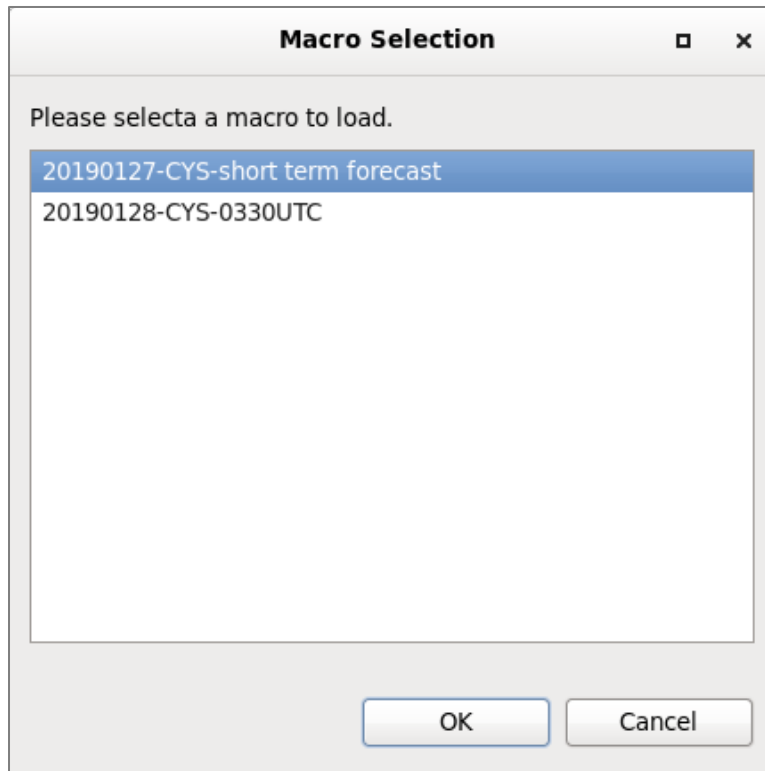 Macro Selection
Please selecta a macro to load.
20190127-CYS-short term forecast
20190128-CYS-0330UTC
OK Cancel